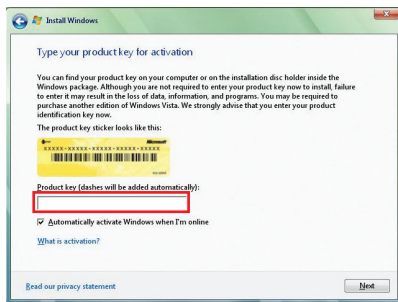 Install Windows
Type your product key for activation
You can find your product key on your computer or on the installation disc holder inside the
Windows package. Although you are not required to enter your product key now to install, failure
to enter it may result in the loss of data, information, and programs. You may be required to
purchase another edition of Windows Vista. We strongly advise that you enter your product
identification key now.
The product key sticker looks like this:
Microsoft
XXXXX-XXXXX-XXXXX-XXXXX-XXXXX
Product key (dashes will be added automatically):
Automatically activate Windows when I'm online
What is activation?
Read our privacy statement
Next